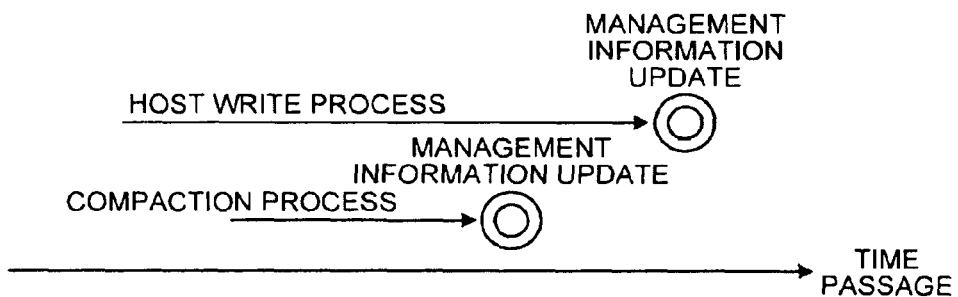 MANAGEMENT
INFORMATION
UPDATE
HOST WRITE PROCESS
MANAGEMENT
INFORMATION UPDATE
COMPACTION PROCESS
TIME
PASSAGE